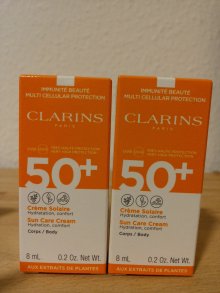 IMMUNITÉ BEAUTÉ
MULTI CELLULAR PROTECTION
CLARINS
PARIS
50+
Crème Solaire
Hydratation, confort
Sun Care Cream
Hydration, comfort
Corps / Body
8 mL 0.2 Oz. Net Wt.
AUX EXTRAITS DE PLANTES
IMMUNITÉ BEAUTÉ
MULTI CELLULAR PROTECTION
CLARINS
PARIS
50+
Crème Solaire
Hydratation, confort
Sun Care Cream
Hydration, comfort
Corps / Body
8 mL 0.2 Oz. Net Wt.
AUX EXTRAITS DE PLANTES